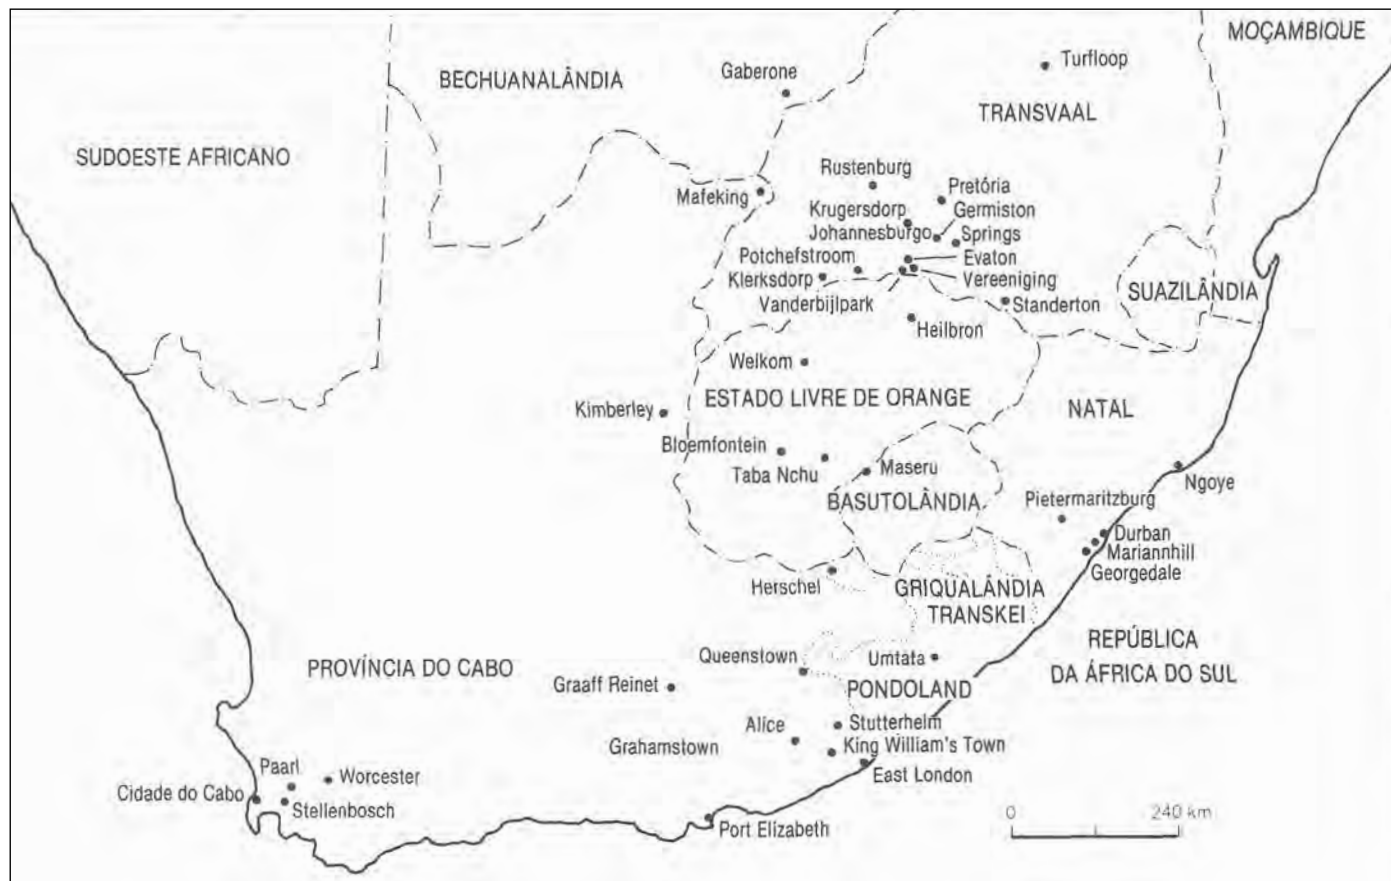 MOÇAMBIQUE
Gaberone
Turfloop
BECHUANALÂNDIA
TRANSVAAL
SUDOESTE AFRICANO
Rustenburg
Mafeking
Pretória
Krugersdorp
Germiston
Johannesburgo
Springs
Potchefstroom
Evaton
Klerksdorp
Vereeniging
Vanderbijlpark
Standerton
SUAZILÂNDIA
Heilbron
Welkom
ESTADO LIVRE DE ORANGE
Kimberley
NATAL
Bloemfontein
Taba Nchu
Maseru
Ngoye
BASUTOLÂNDIA
Pietermaritzburg
Durban
Mariannhill
Georgedale
Herschel
GRIQUALÂNDIA
TRANSKEI
REPÚBLICA
DA ÁFRICA DO SUL
Queenstown
Umtata
PROVÍNCIA DO CABO
Graaff Reinet
PONDOLAND
Alice
Stutterhelm
Grahamstown
King William's Town
Paarl
Worcester
East London
Cidade do Cabo
Stellenbosch
Port Elizabeth
0 240 km